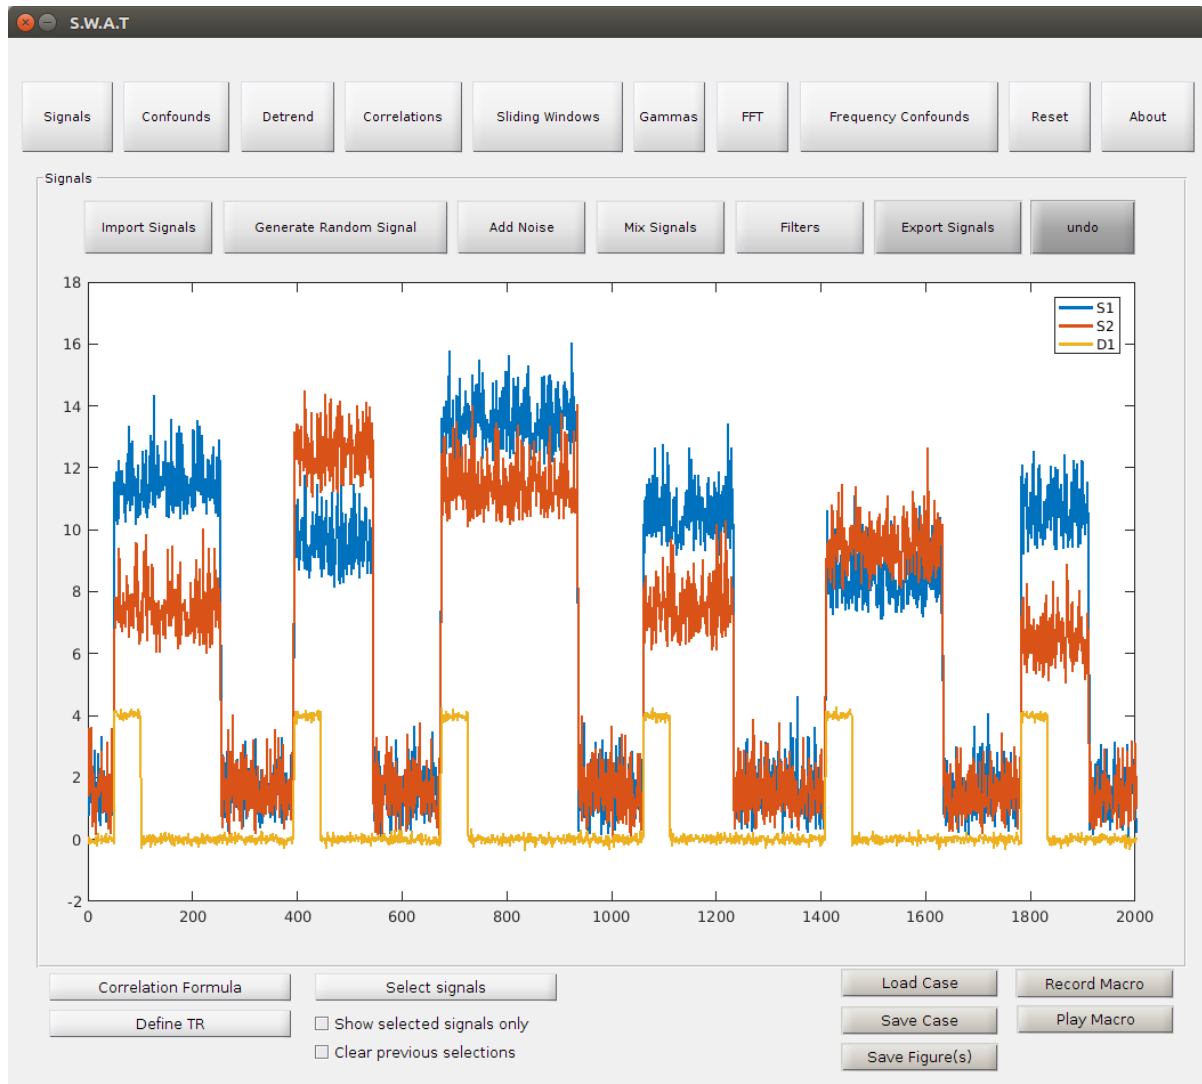 S.W.A.T
Signals Confounds Detrend Correlations Sliding Windows Gammas FFT Frequency Confounds Reset About
Signals
Import Signals Generate Random Signal Add Noise Mix Signals Filters Export Signals undo
18
16
14
12
10
8
6
4
2
0
-2
S1
S2
D1
0 200 400 600 800 1000 1200 1400 1600 1800 2000
Correlation Formula Select signals Load Case Record Macro
Define TR Show selected signals only Save Case Play Macro
Clear previous selections Save Figure(s)